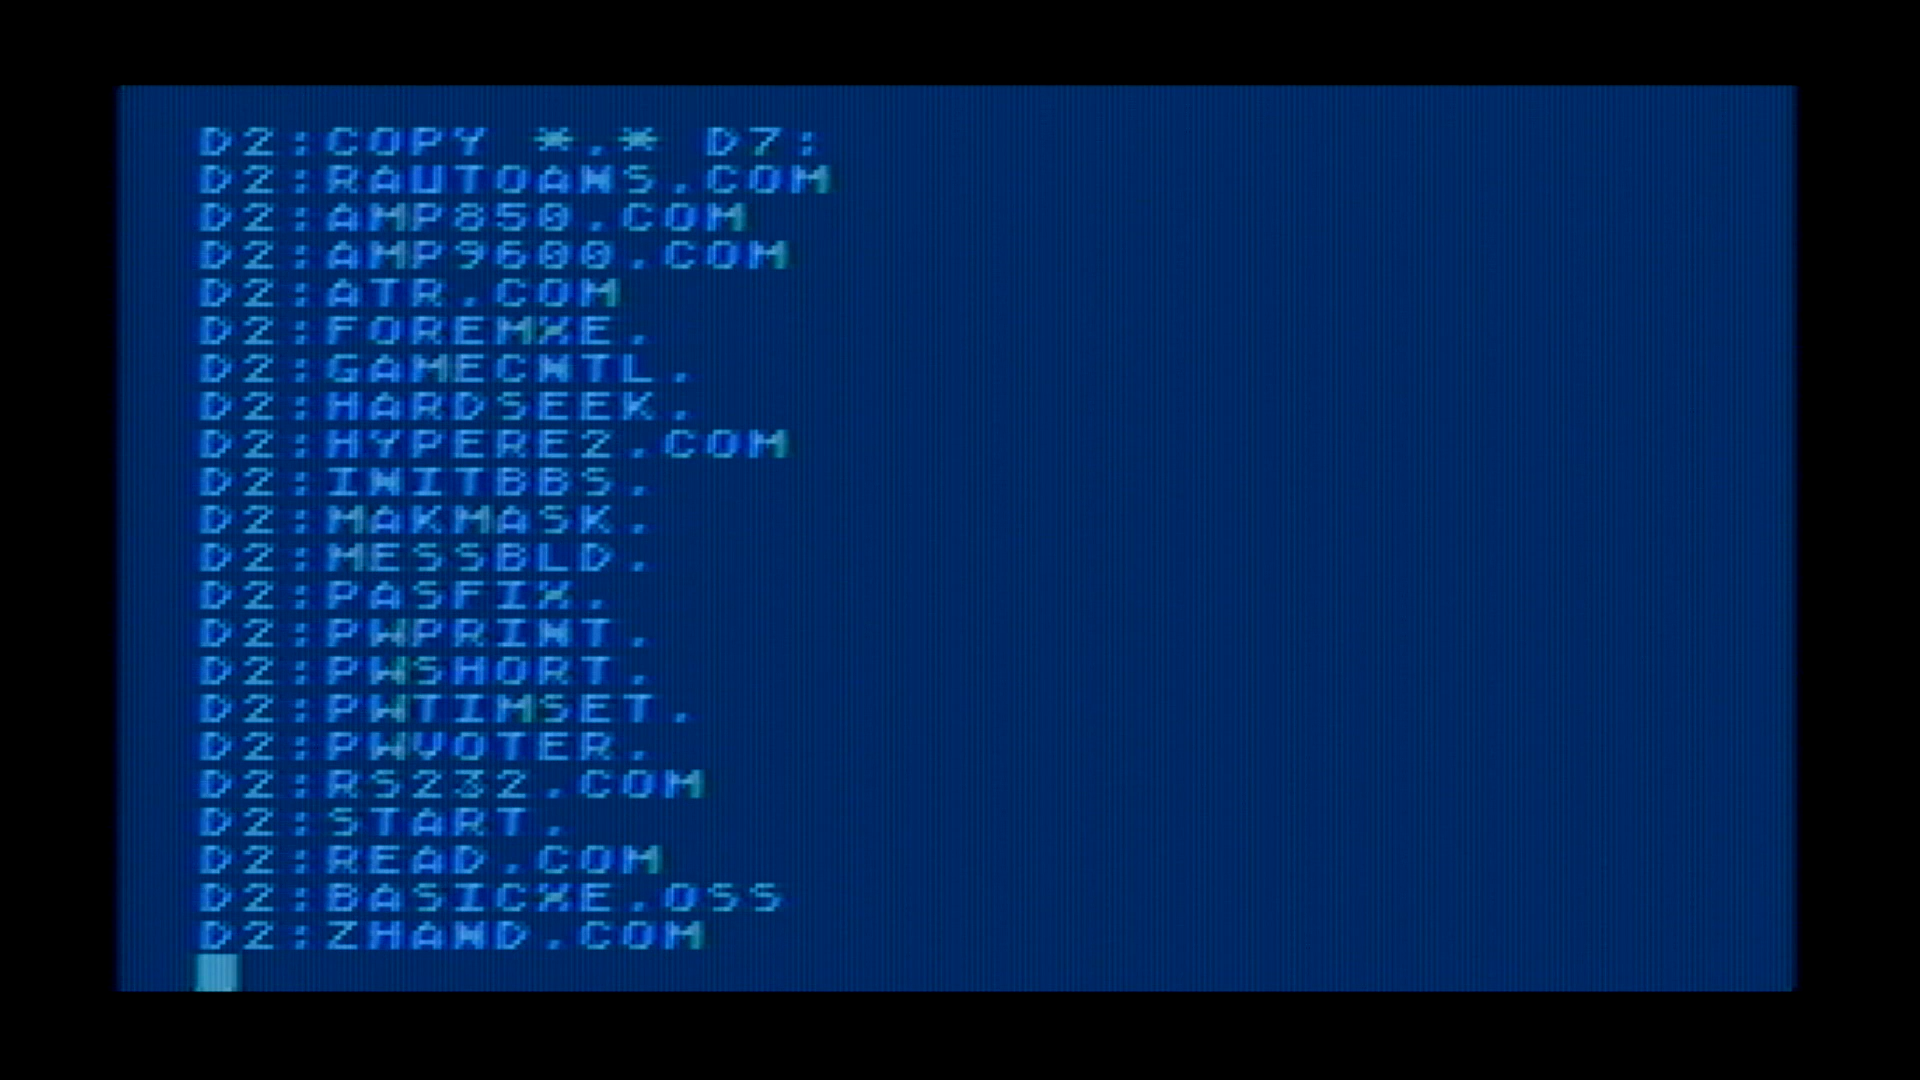 D2:COPY *.* D7:
D2:RAUTOAMS.COM
D2:AMP850.COM
D2:AMP9600.COM
D2:ATR.COM
D2:FOREMXE.
D2:GAMECNTL.
D2:HARDSEEK.
D2:HYPERE2.COM
D2:INITBBS.
D2:MAKMASK.
D2:MESSBLD.
D2:PASFIX.
D2:PWPRINT.
D2:PWSHORT.
D2:PWTIMSET.
D2:PWVOTER.
D2:RS232.COM
D2:START.
D2:READ.COM
D2:BASICXE.OSS
D2:ZHAND.COM